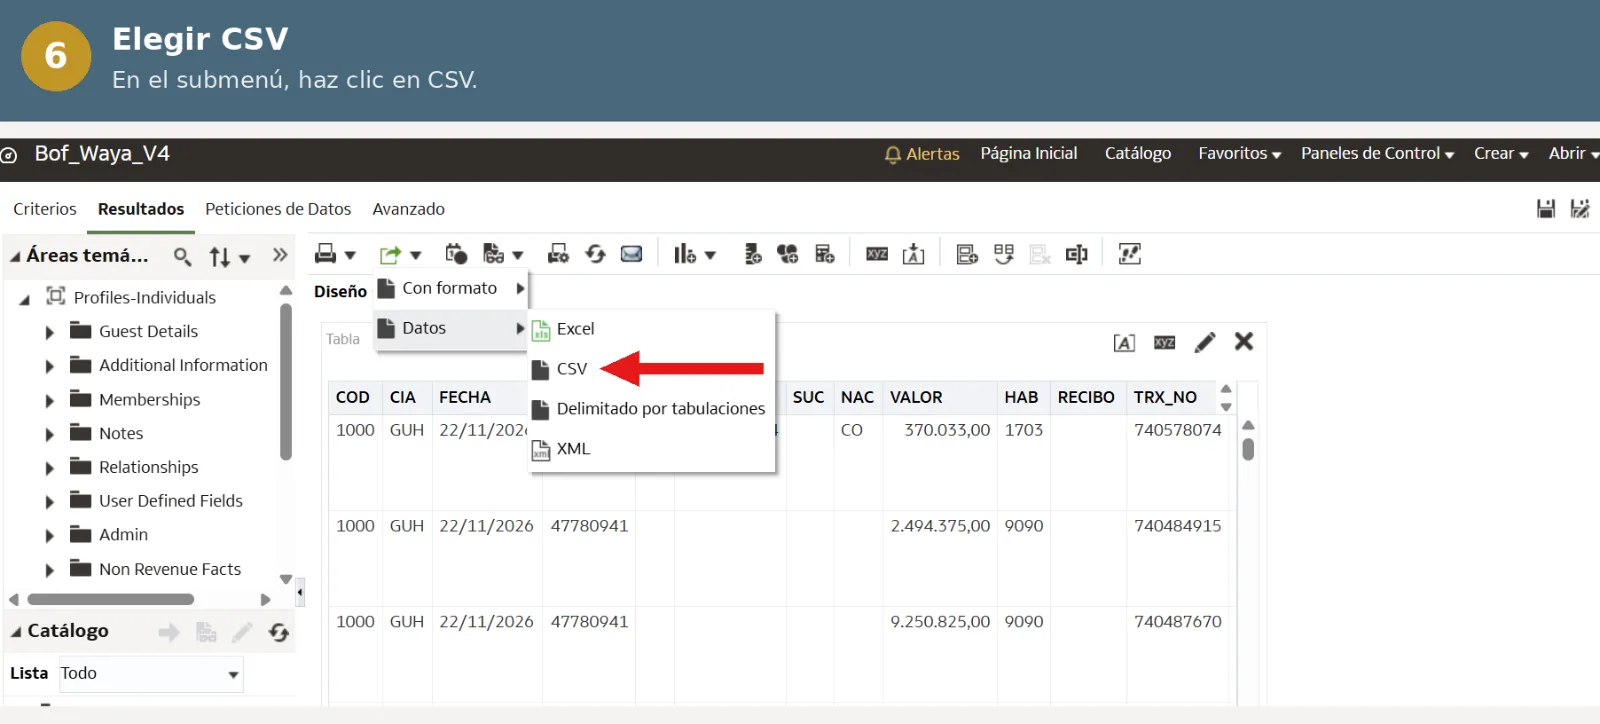 6
Elegir CSV
En el submenú, haz clic en CSV.
Bof_Waya_V4
Alertas Página Inicial Catálogo Favoritos Paneles de Control Crear Abrir
Criterios Resultados Peticiones de Datos Avanzado
Áreas temá...
Profiles-Individuals
Guest Details
Additional Information
Memberships
Notes
Relationships
User Defined Fields
Admin
Non Revenue Facts
Catálogo
Lista Todo
xyz
Diseño
Con formato
Datos
Excel
CSV
Delimitado por tabulaciones
XML
Tabla
xyz
COD CIA FECHA SUC NAC VALOR HAB RECIBO TRX_NO
1000 GUH 22/11/2026 CO 370.033,00 1703 740578074
1000 GUH 22/11/2026 47780941 2.494.375,00 9090 740484915
1000 GUH 22/11/2026 47780941 9.250.825,00 9090 740487670